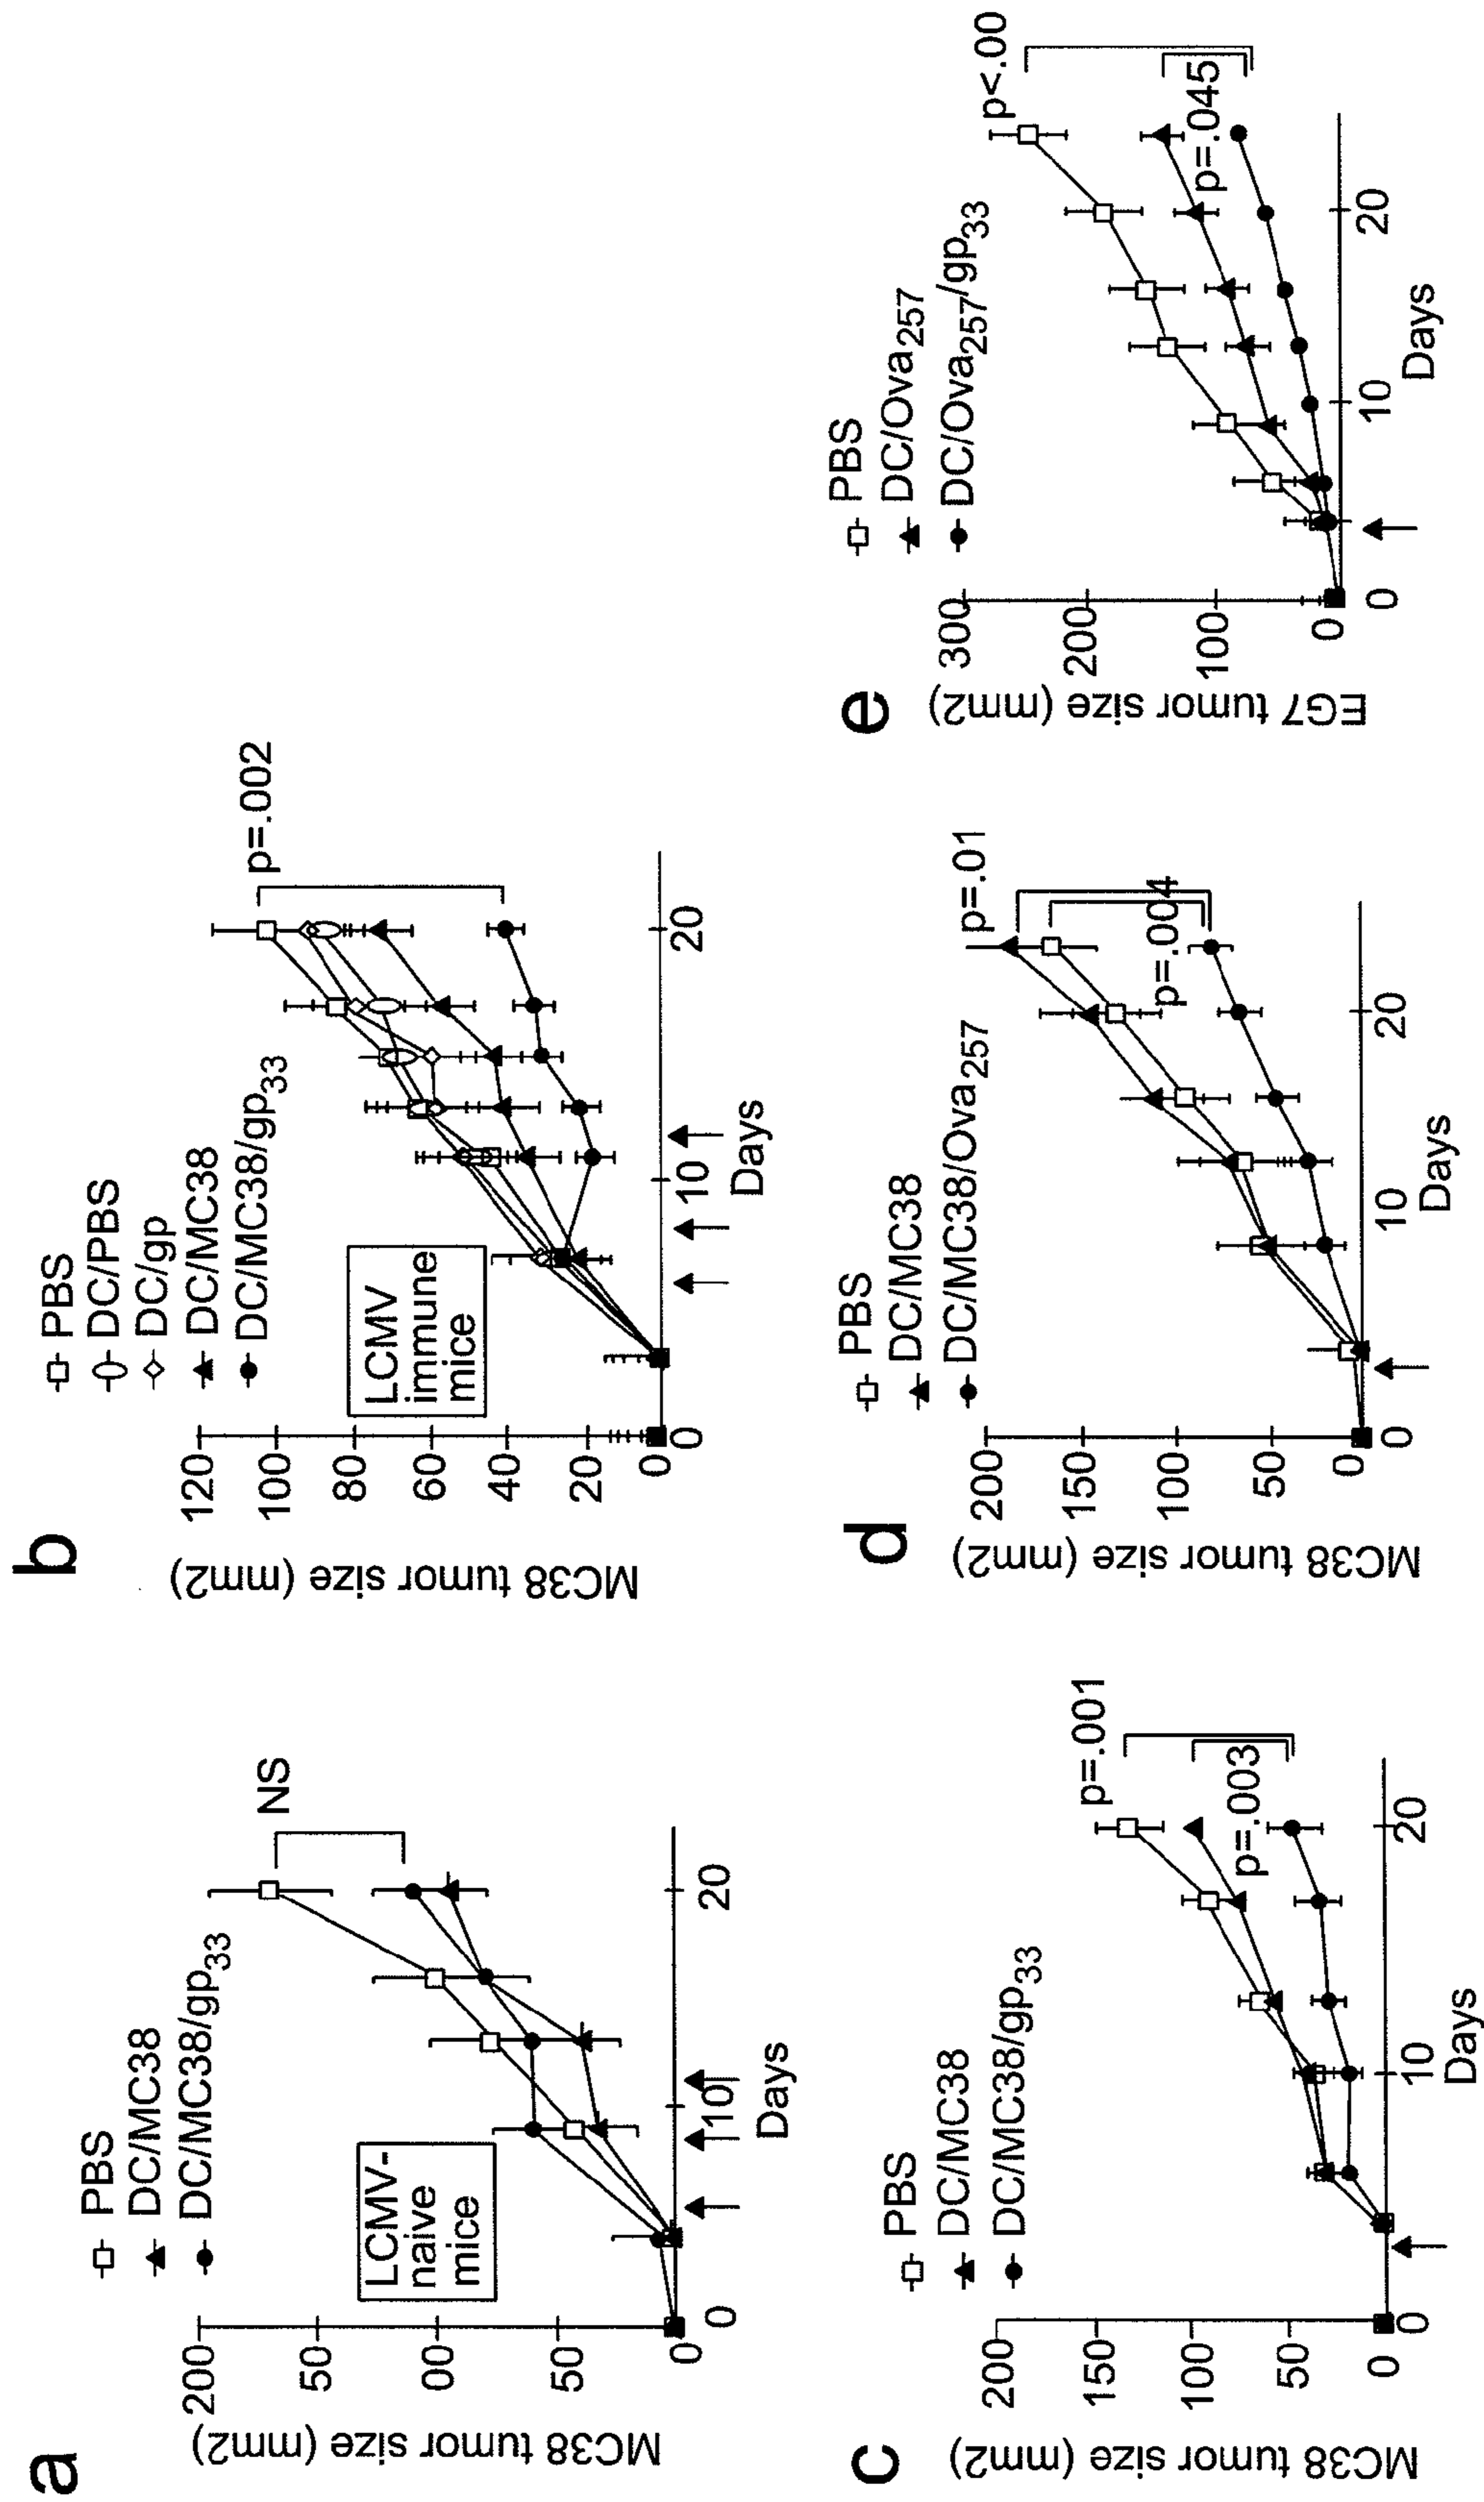 a
PBS
DC/MC38
DC/MC38/gp33
LCMV-
naive
mice
NS
MC38 tumor size (mm2)
200
50
00
50
0
0
10
20
Days
b
PBS
DC/PBS
DC/gp
DC/MC38
DC/MC38/gp33
LCMV
immune
mice
p=.002
MC38 tumor size (mm2)
120
100
80
60
40
20
0
0
10
20
Days
c
PBS
DC/MC38
DC/MC38/gp33
p=.001
p=.003
MC38 tumor size (mm2)
200
150
100
50
0
0
10
20
Days
d
PBS
DC/MC38
DC/MC38/Ova257
p=.01
p=.004
MC38 tumor size (mm2)
200
150
100
50
0
0
10
20
Days
e
PBS
DC/Ova257
DC/Ova257/gp33
p<.00
p=.045
EG7 tumor size (mm2)
300
200
100
0
0
10
20
Days